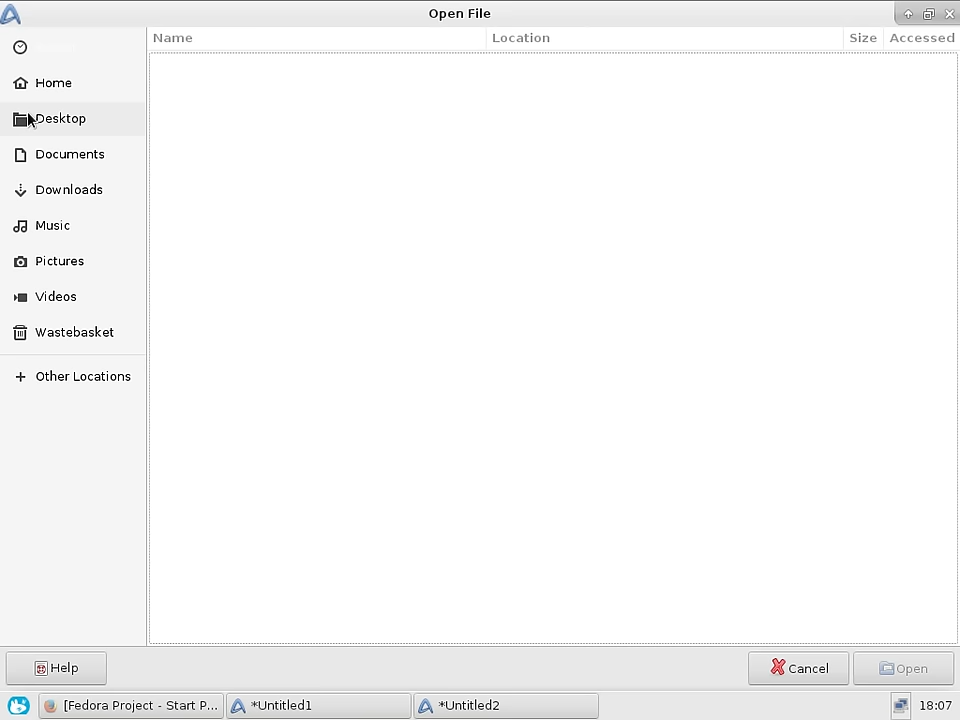 Open File
Name Location Size Accessed
Home
Desktop
Documents
Downloads
Music
Pictures
Videos
Wastebasket
Other Locations
Help Cancel Open
[Fedora Project - Start P... *Untitled1 *Untitled2 18:07